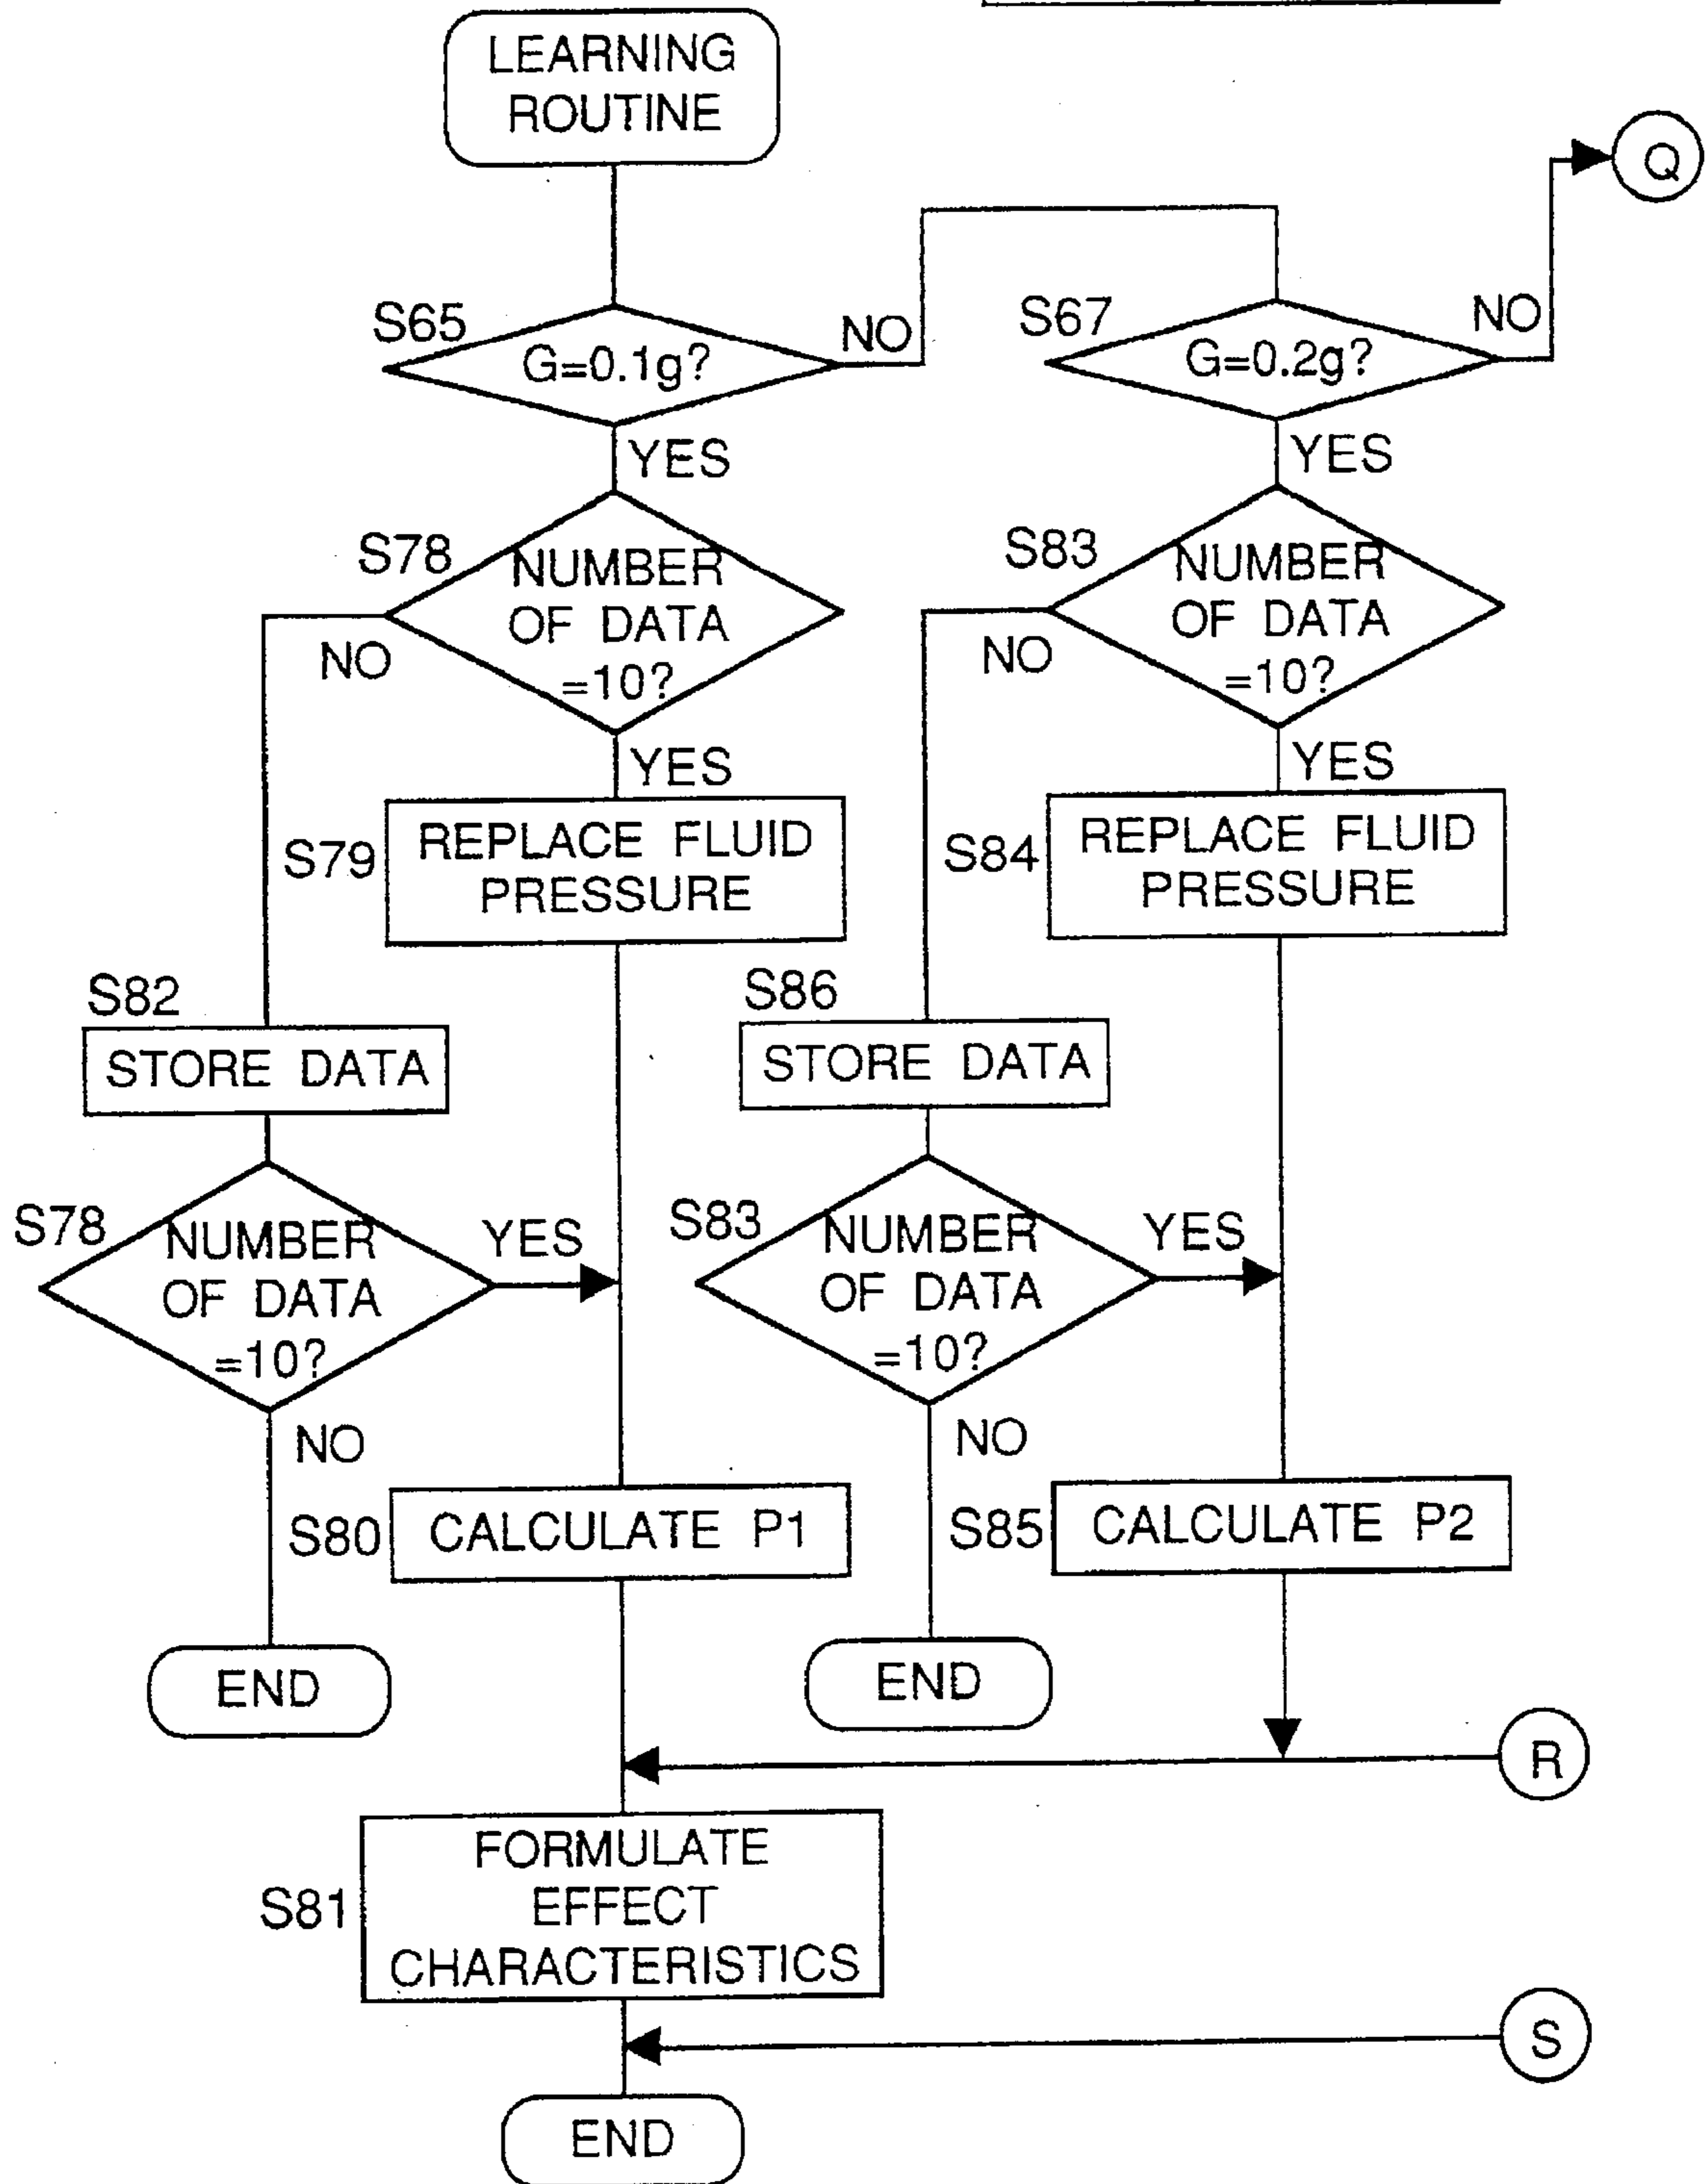 LEARNING
ROUTINE
Q
S65
G=0.1g?
NO
S67
G=0.2g?
NO
YES
YES
S78
NUMBER
OF DATA
=10?
NO
S83
NUMBER
OF DATA
=10?
NO
YES
YES
S79
REPLACE FLUID
PRESSURE
S84
REPLACE FLUID
PRESSURE
S82
STORE DATA
S86
STORE DATA
S78
NUMBER
OF DATA
=10?
YES
S83
NUMBER
OF DATA
=10?
YES
NO
NO
S80
CALCULATE P1
S85
CALCULATE P2
END
END
R
S81
FORMULATE
EFFECT
CHARACTERISTICS
S
END